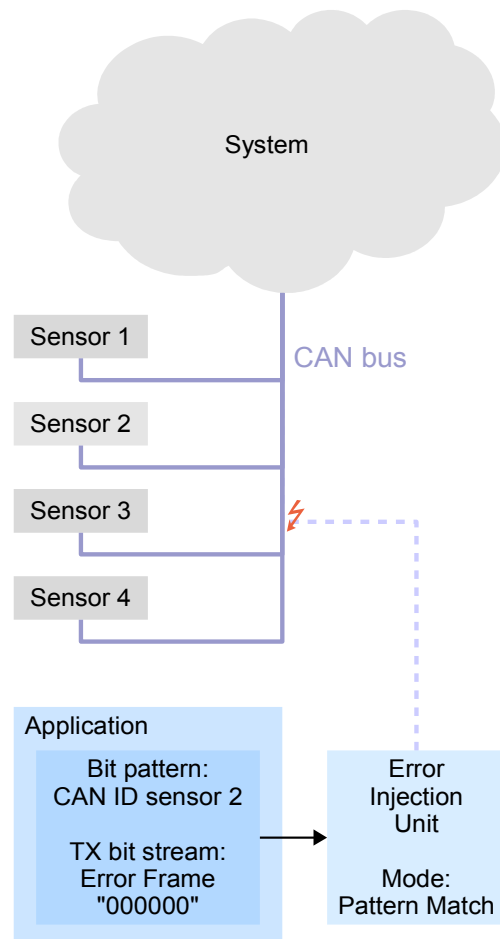 System
Sensor 1
CAN bus
Sensor 2
Sensor 3
Sensor 4
Application
Bit pattern:
CAN ID sensor 2
TX bit stream:
Error Frame
"000000"
Error
Injection
Unit
Mode:
Pattern Match